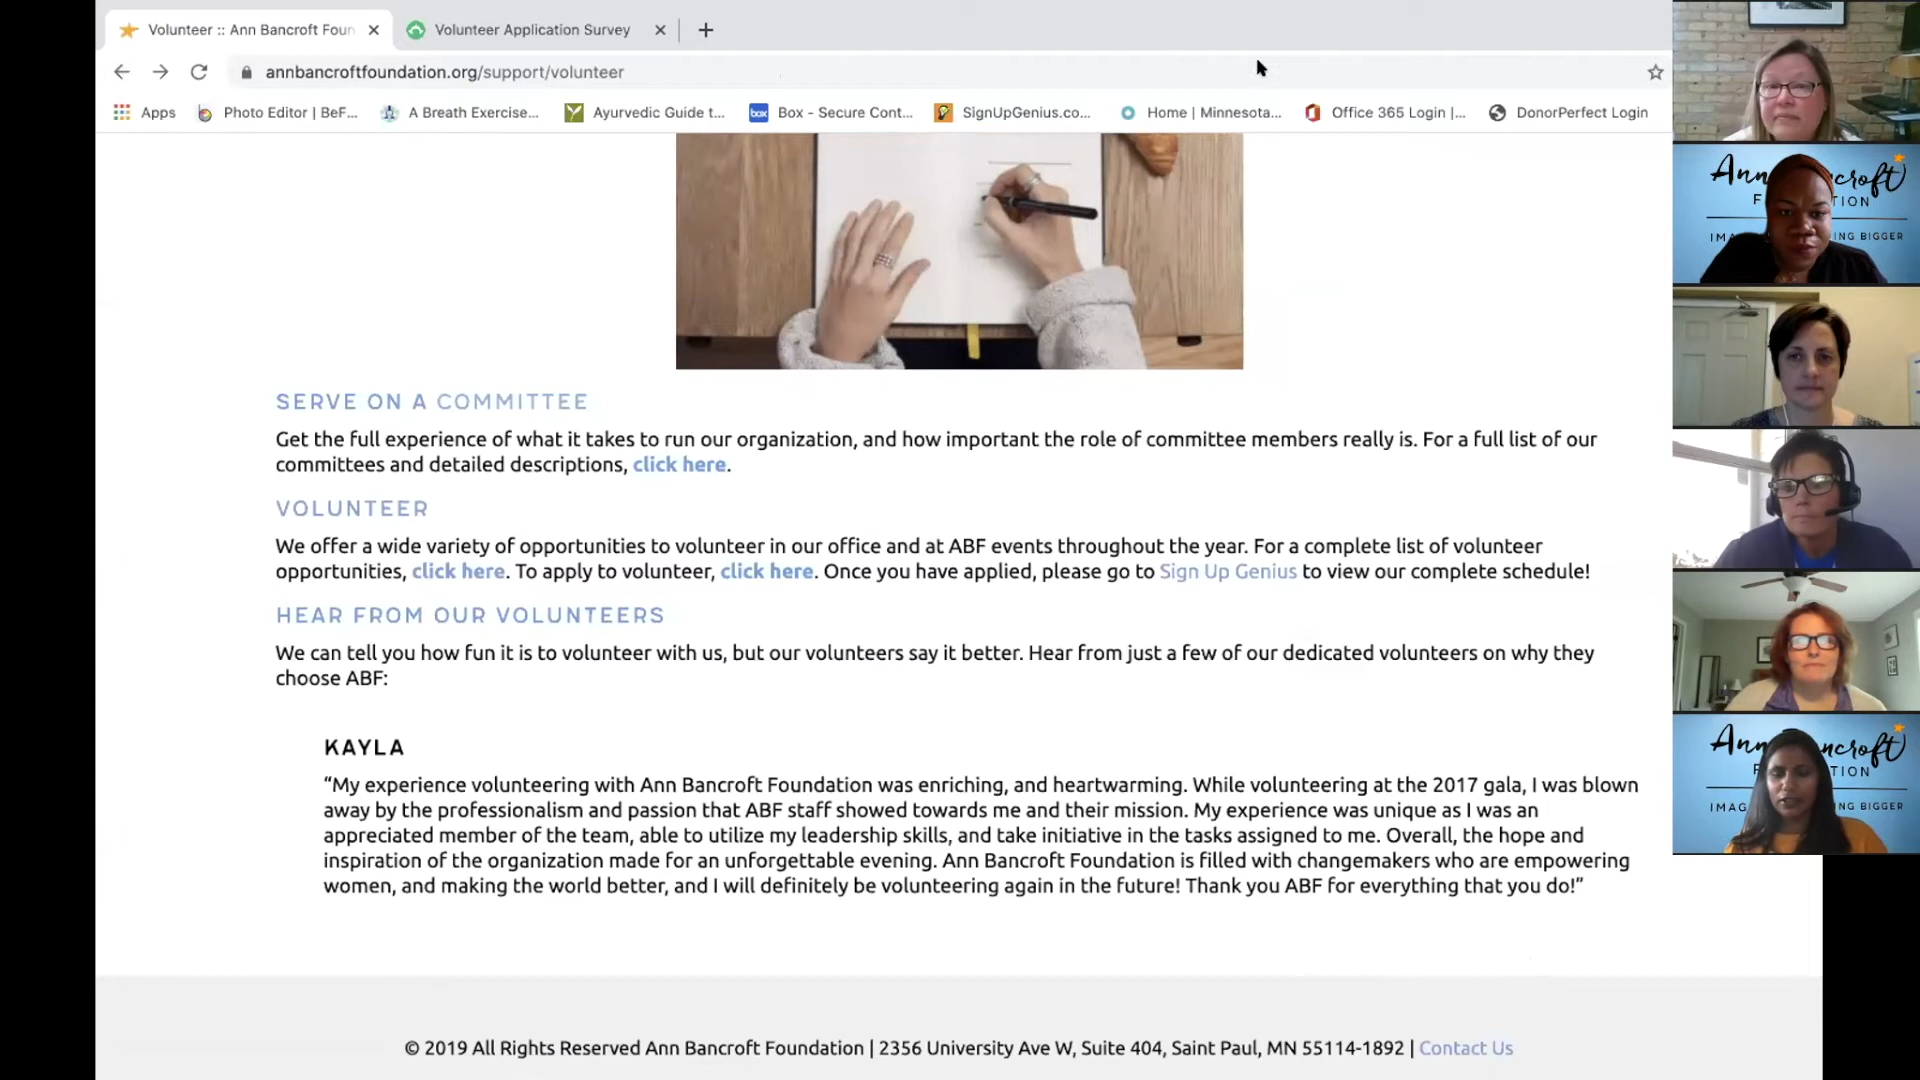 Volunteer :: Ann Bancroft Foun
Volunteer Application Survey
annbancroftfoundation.org/support/volunteer
Apps
Photo Editor | BeF...
A Breath Exercise...
Ayurvedic Guide t...
box
Box - Secure Cont...
SignUpGenius.co...
Home | Minnesota...
Office 365 Login |...
DonorPerfect Login
SERVE ON A COMMITTEE
Get the full experience of what it takes to run our organization, and how important the role of committee members really is. For a full list of our
committees and detailed descriptions, click here.
VOLUNTEER
We offer a wide variety of opportunities to volunteer in our office and at ABF events throughout the year. For a complete list of volunteer
opportunities, click here. To apply to volunteer, click here. Once you have applied, please go to Sign Up Genius to view our complete schedule!
HEAR FROM OUR VOLUNTEERS
We can tell you how fun it is to volunteer with us, but our volunteers say it better. Hear from just a few of our dedicated volunteers on why they
choose ABF:
KAYLA
“My experience volunteering with Ann Bancroft Foundation was enriching, and heartwarming. While volunteering at the 2017 gala, I was blown
away by the professionalism and passion that ABF staff showed towards me and their mission. My experience was unique as I was an
appreciated member of the team, able to utilize my leadership skills, and take initiative in the tasks assigned to me. Overall, the hope and
inspiration of the organization made for an unforgettable evening. Ann Bancroft Foundation is filled with changemakers who are empowering
women, and making the world better, and I will definitely be volunteering again in the future! Thank you ABF for everything that you do!”
© 2019 All Rights Reserved Ann Bancroft Foundation | 2356 University Ave W, Suite 404, Saint Paul, MN 55114-1892 | Contact Us
Ann croft
F TION
IMA NG BIGGER
Ann ncroft
F TION
IMAG NG BIGGER